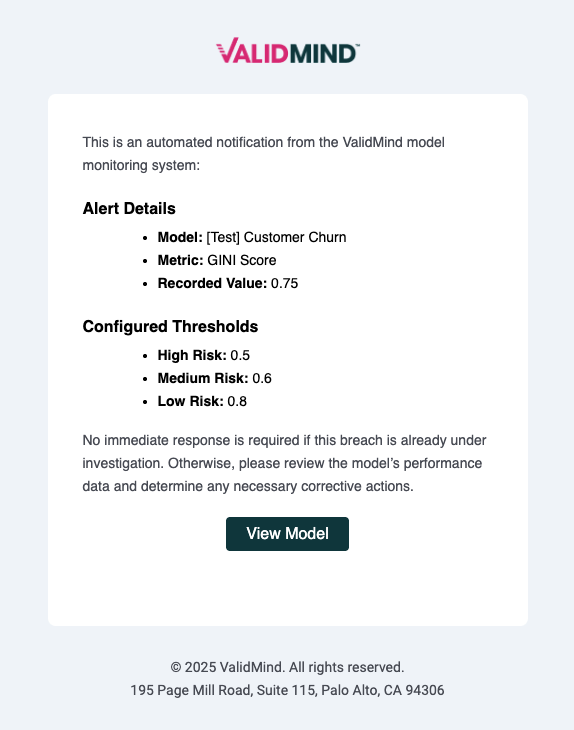 VALIDMIND™
This is an automated notification from the ValidMind model
monitoring system:
Alert Details
• Model: [Test] Customer Churn
• Metric: GINI Score
• Recorded Value: 0.75
Configured Thresholds
• High Risk: 0.5
• Medium Risk: 0.6
• Low Risk: 0.8
No immediate response is required if this breach is already under
investigation. Otherwise, please review the model’s performance
data and determine any necessary corrective actions.
View Model
© 2025 ValidMind. All rights reserved.
195 Page Mill Road, Suite 115, Palo Alto, CA 94306